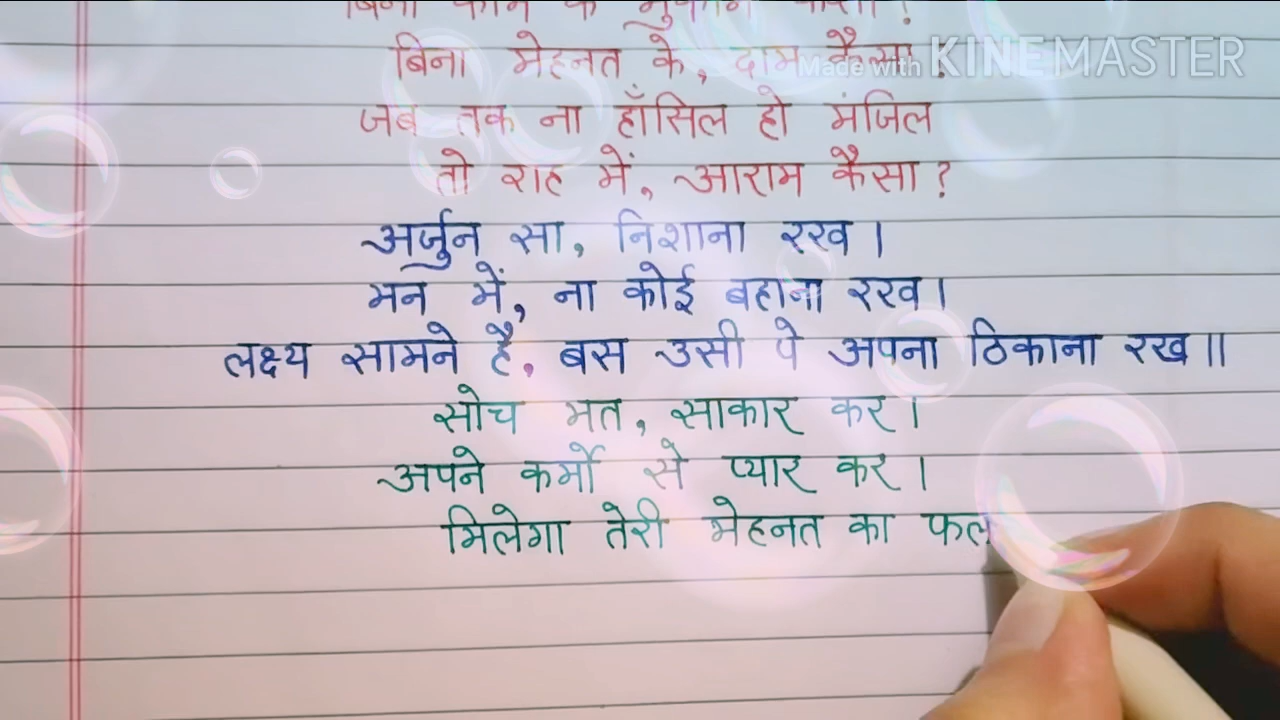 बिना मेहनत के, दाम कैसा?
Made with KINEMASTER
जब तक ना हाँसिल हो मंजिल
तो राह में, आराम कैसा?
अर्जुन सा, निशाना रख।
मन में, ना कोई बहाना रख।
लक्ष्य सामने है, बस उसी पे अपना ठिकाना रख॥
सोच मत, साकार कर।
अपने कर्मों से प्यार कर।
मिलेगा तेरी मेहनत का फल